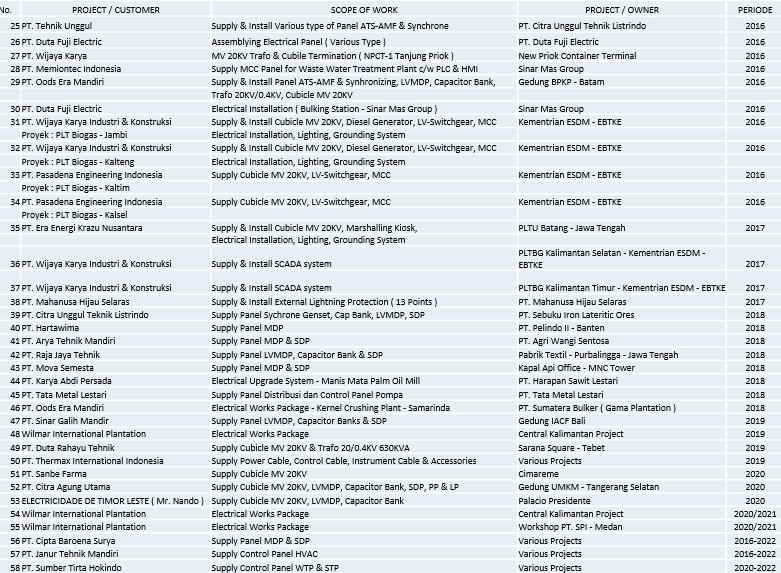 No. PROJECT / CUSTOMER SCOPE OF WORK PROJECT / OWNER PERIODE
25 PT. Tehnik Unggul Supply & Install Various type of Panel ATS-AMF & Synchrone PT. Citra Unggul Tehnik Listrindo 2016
26 PT. Duta Fuji Electric Assemblying Electrical Panel ( Various Type ) PT. Duta Fuji Electric 2016
27 PT. Wijaya Karya MV 20KV Trafo & Cubile Termination ( NPCT-1 Tanjung Priok ) New Priok Container Terminal 2016
28 PT. Memiontec Indonesia Supply MCC Panel for Waste Water Treatment Plant c/w PLC & HMI Sinar Mas Group 2016
29 PT. Oods Era Mandiri Supply & Install Panel ATS-AMF & Synhronizing, LVMDP, Capacitor Bank, Gedung BPKP - Batam 2016
Trafo 20KV/0.4KV, Cubicle MV 20KV
30 PT. Duta Fuji Electric Electrical Installation ( Bulking Station - Sinar Mas Group ) Sinar Mas Group 2016
31 PT. Wijaya Karya Industri & Konstruksi Supply & Install Cubicle MV 20KV, Diesel Generator, LV-Switchgear, MCC Kementrian ESDM - EBTKE 2016
Proyek : PLT Biogas - Jambi Electrical Installation, Lighting, Grounding System
32 PT. Wijaya Karya Industri & Konstruksi Supply & Install Cubicle MV 20KV, Diesel Generator, LV-Switchgear, MCC Kementrian ESDM - EBTKE 2016
Proyek : PLT Biogas - Kalteng Electrical Installation, Lighting, Grounding System
33 PT. Pasadena Engineering Indonesia Supply Cubicle MV 20KV, LV-Switchgear, MCC Kementrian ESDM - EBTKE 2016
Proyek : PLT Biogas - Kaltim
34 PT. Pasadena Engineering Indonesia Supply Cubicle MV 20KV, LV-Switchgear, MCC Kementrian ESDM - EBTKE 2016
Proyek : PLT Biogas - Kalsel
35 PT. Era Energi Krazu Nusantara Supply & Install Cubicle MV 20KV, Marshalling Kiosk, PLTU Batang - Jawa Tengah 2017
Electrical Installation, Lighting, Grounding System
36 PT. Wijaya Karya Industri & Konstruksi Supply & Install SCADA system PLTBG Kalimantan Selatan - Kementrian ESDM - 2017
EBTKE
37 PT. Wijaya Karya Industri & Konstruksi Supply & Install SCADA system PLTBG Kalimantan Timur - Kementrian ESDM - EBTKE 2017
38 PT. Mahanusa Hijau Selaras Supply & Install External Lightning Protection ( 13 Points ) PT. Mahanusa Hijau Selaras 2017
39 PT. Citra Unggul Teknik Listrindo Supply Panel Sychrone Genset, Cap Bank, LVMDP, SDP PT. Sebuku Iron Lateritic Ores 2018
40 PT. Hartawima Supply Panel MDP PT. Pelindo II - Banten 2018
41 PT. Arya Tehnik Mandiri Supply Panel MDP & SDP PT. Agri Wangi Sentosa 2018
42 PT. Raja Jaya Tehnik Supply Panel LVMDP, Capacitor Bank & SDP Pabrik Textil - Purbalingga - Jawa Tengah 2018
43 PT. Mova Semesta Supply Panel MDP & SDP Kapal Api Office - MNC Tower 2018
44 PT. Karya Abdi Persada Electrical Upgrade System - Manis Mata Palm Oil Mill PT. Harapan Sawit Lestari 2018
45 PT. Tata Metal Lestari Supply Panel Distribusi dan Control Panel Pompa PT. Tata Metal Lestari 2018
46 PT. Oods Era Mandiri Electrical Works Package - Kernel Crushing Plant - Samarinda PT. Sumatera Bulker ( Gama Plantation ) 2018
47 PT. Sinar Galih Mandir Supply Panel LVMDP, Capacitor Banks & SDP Gedung IACF Bali 2019
48 Wilmar International Plantation Electrical Works Package Central Kalimantan Project 2019
49 PT. Duta Rahayu Tehnik Supply Cubicle MV 20KV & Trafo 20/0.4KV 630KVA Sarana Square - Tebet 2019
50 PT. Thermax International Indonesia Supply Power Cable, Control Cable, Instrument Cable & Accessories Various Projects 2019
51 PT. Sanbe Farma Supply Cubicle MV 20KV Cimareme 2020
52 PT. Citra Agung Utama Supply Cubicle MV 20KV, LVMDP, Capacitor Bank, SDP, PP & LP Gedung UMKM - Tangerang Selatan 2020
53 ELECTRICIDADE DE TIMOR LESTE ( Mr. Nando ) Supply Cubicle MV 20KV, LVMDP, Capacitor Bank Palacio Presidente 2020
54 Wilmar International Plantation Electrical Works Package Central Kalimantan Project 2020/2021
55 Wilmar International Plantation Electrical Works Package Workshop PT. SPI - Medan 2020/2021
56 PT. Cipta Baroena Surya Supply Panel MDP & SDP Various Projects 2016-2022
57 PT. Janur Tehnik Mandiri Supply Control Panel HVAC Various Projects 2016-2022
58 PT. Sumber Tirta Hokindo Supply Control Panel WTP & STP Various Projects 2020-2022